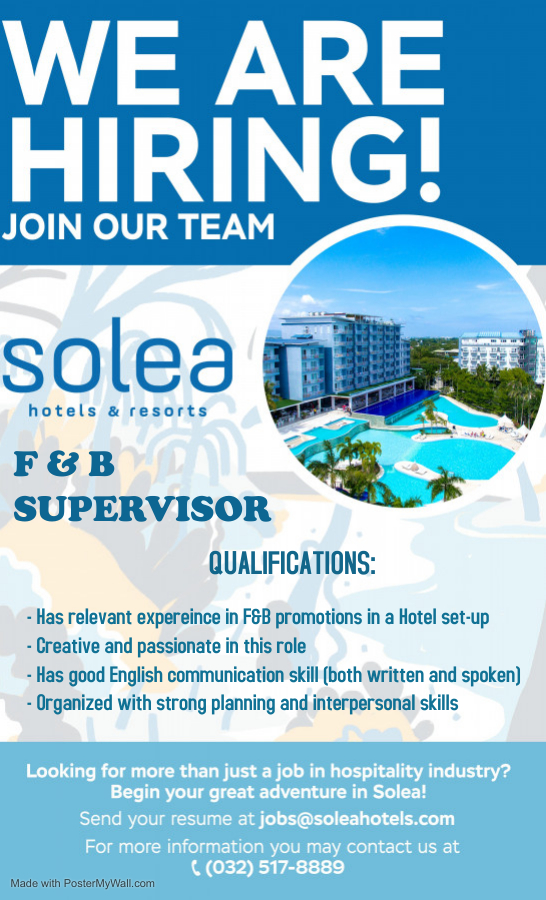 WE ARE
HIRING!
JOIN OUR TEAM
solea
hotels & resorts
F & B
SUPERVISOR
QUALIFICATIONS:
- Has relevant expereince in F&B promotions in a Hotel set-up
- Creative and passionate in this role
- Has good English communication skill (both written and spoken)
- Organized with strong planning and interpersonal skills
Looking for more than just a job in hospitality industry?
Begin your great adventure in Solea!
Send your resume at jobs@soleahotels.com
For more information you may contact us at
(032) 517-8889
Made with PosterMyWall.com